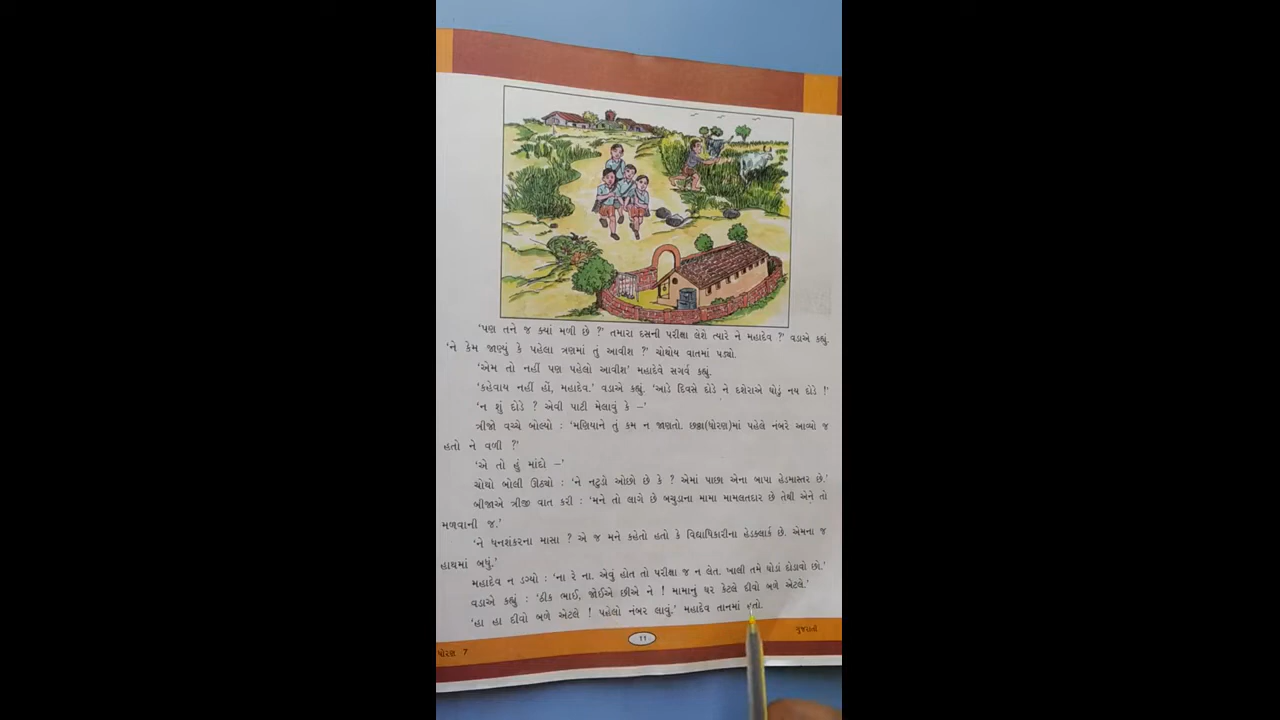 'પણ તને જ ક્યાં મળી છે ?' તમારા દસની પરીક્ષા લેશે ત્યારે ને મહાદેવ ?' વડાએ કહ્યું.
'ને કેમ જાણ્યું કે પહેલા ત્રણમાં તું આવીશ ?' ચોથોય વાતમાં પડ્યો.
'એમ તો નહીં પણ પહેલો આવીશ' મહાદેવે સગર્વ કહ્યું.
'કહેવાય નહીં હોં, મહાદેવ.' વડાએ કહ્યું. 'આડે દિવસે દોડે ને દશેરાએ ઘોડું નય દોડે !'
'ન શું દોડે ? એવી પાટી મેલાવું કે –'
ત્રીજો વચ્ચે બોલ્યો : 'મણિયાને તું કમ ન જાણતો. છઠ્ઠા(ધોરણ)માં પહેલે નંબરે આવ્યો જ
હતો ને વળી ?'
'એ તો હું માંદો –'
ચોથો બોલી ઊઠ્યો : 'ને નટુડો ઓછો છે કે ? એમાં પાછા એના બાપા હેડમાસ્તર છે.'
બીજાએ ત્રીજી વાત કરી : 'મને તો લાગે છે બચુડાના મામા મામલતદાર છે તેથી એને તો
મળવાની જ.'
'ને ધનશંકરના માસા ? એ જ મને કહેતો હતો કે વિદ્યાધિકારીના હેડક્લાર્ક છે. એમના જ
હાથમાં બધું.'
મહાદેવ ન ડગ્યો : 'ના રે ના. એવું હોત તો પરીક્ષા જ ન લેત. ખાલી તમે ઘોડાં દોડાવો છો.'
વડાએ કહ્યું : 'ઠીક ભાઈ, જોઈએ છીએ ને ! મામાનું ઘર કેટલે દીવો બળે એટલે.'
'હા હા દીવો બળે એટલે ! પહેલો નંબર લાવું.' મહાદેવ તાનમાં હતો.
ધોરણ 7
૧૧
ગુજરાતી